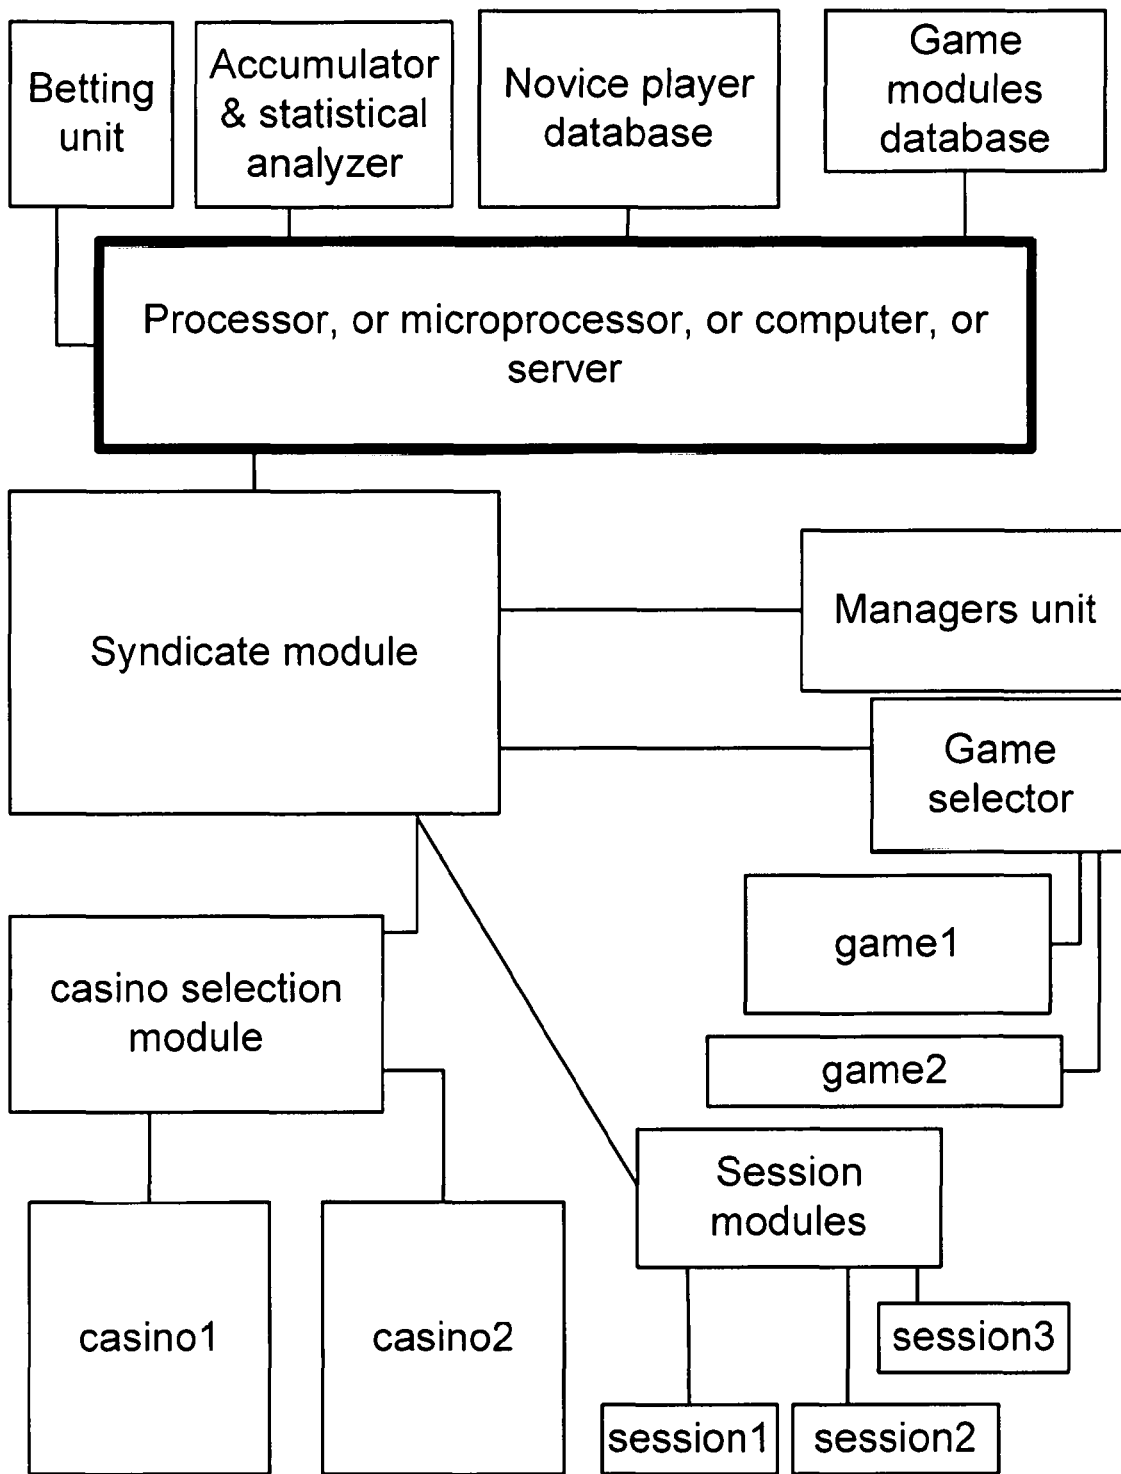 Betting
unit
Accumulator
& statistical
analyzer
Novice player
database
Game
modules
database
Processor, or microprocessor, or computer, or
server
Syndicate module
Managers unit
Game
selector
game1
game2
casino selection
module
Session
modules
casino1
casino2
session3
session1
session2